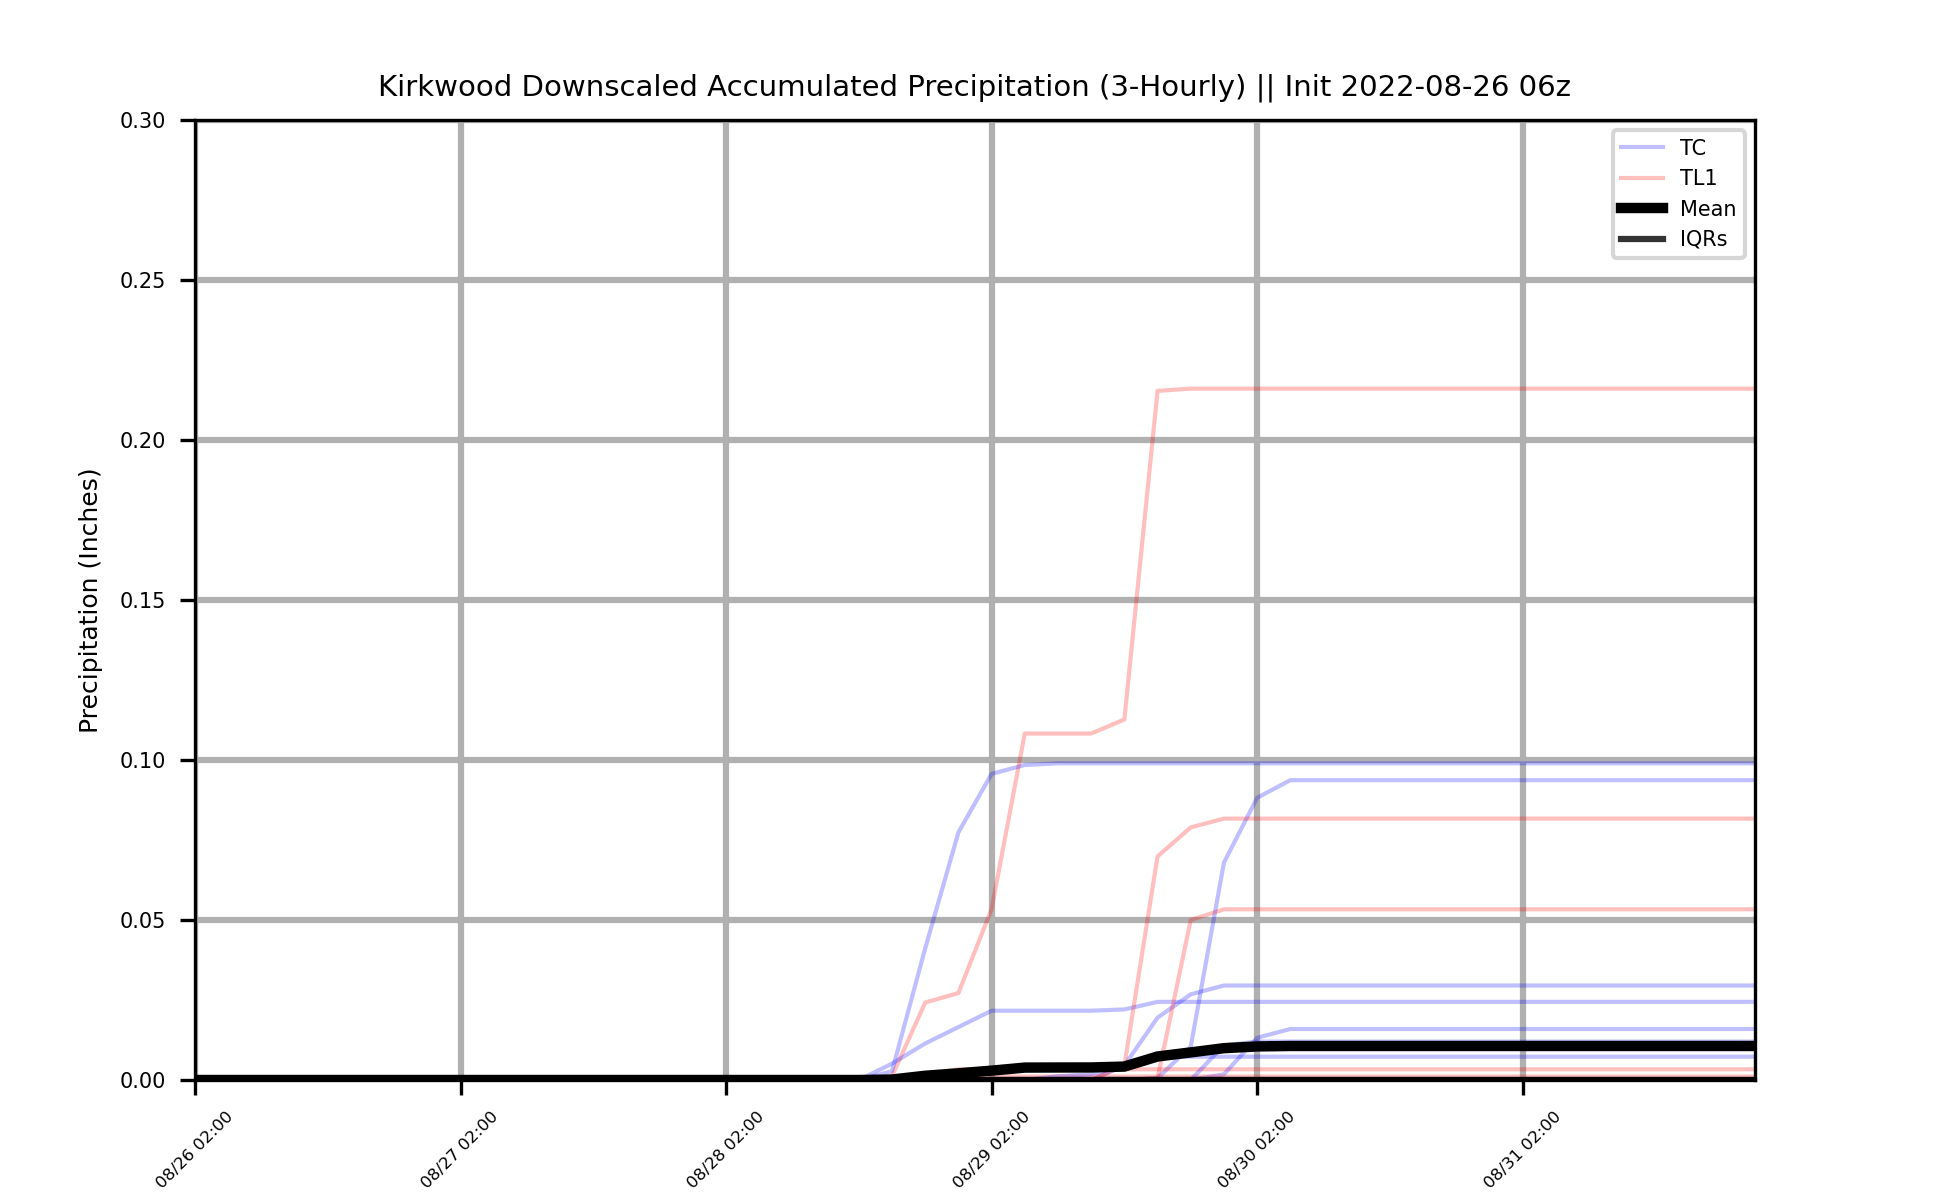 Kirkwood Downscaled Accumulated Precipitation (3-Hourly) || Init 2022-08-26 06z
TC
TL1
Mean
IQRs
Precipitation (Inches)
0.30
0.25
0.20
0.15
0.10
0.05
0.00
08/26 02:00
08/27 02:00
08/28 02:00
08/29 02:00
08/30 02:00
08/31 02:00